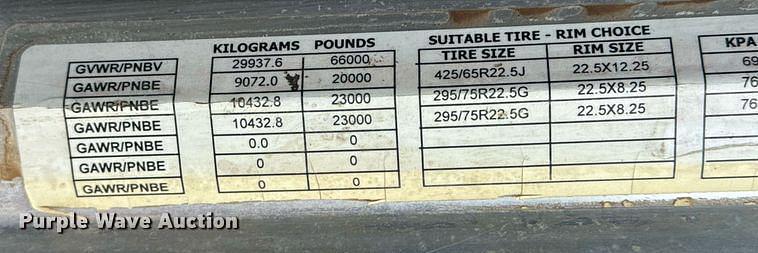 KILOGRAMS POUNDS SUITABLE TIRE - RIM CHOICE
TIRE SIZE RIM SIZE KPA
GVWR/PNBV 29937.6 66000
GAWR/PNBE 9072.0 20000 425/65R22.5J 22.5X12.25 69
GAWR/PNBE 10432.8 23000 295/75R22.5G 22.5X8.25 76
GAWR/PNBE 10432.8 23000 295/75R22.5G 22.5X8.25 76
GAWR/PNBE 0.0 0
GAWR/PNBE 0 0
GAWR/PNBE 0 0
Purple Wave Auction